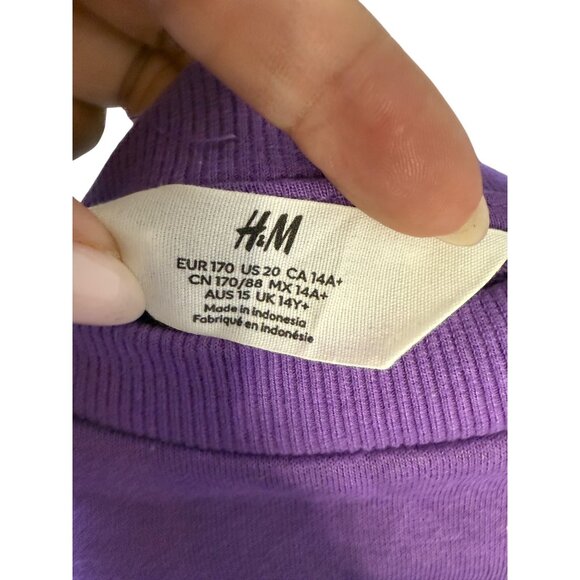 H&M
EUR 170 US 20 CA 14A+
CN 170/88 MX 14A+
AUS 15 UK 14Y+
Made in Indonesia
Fabriqué en Indonésie